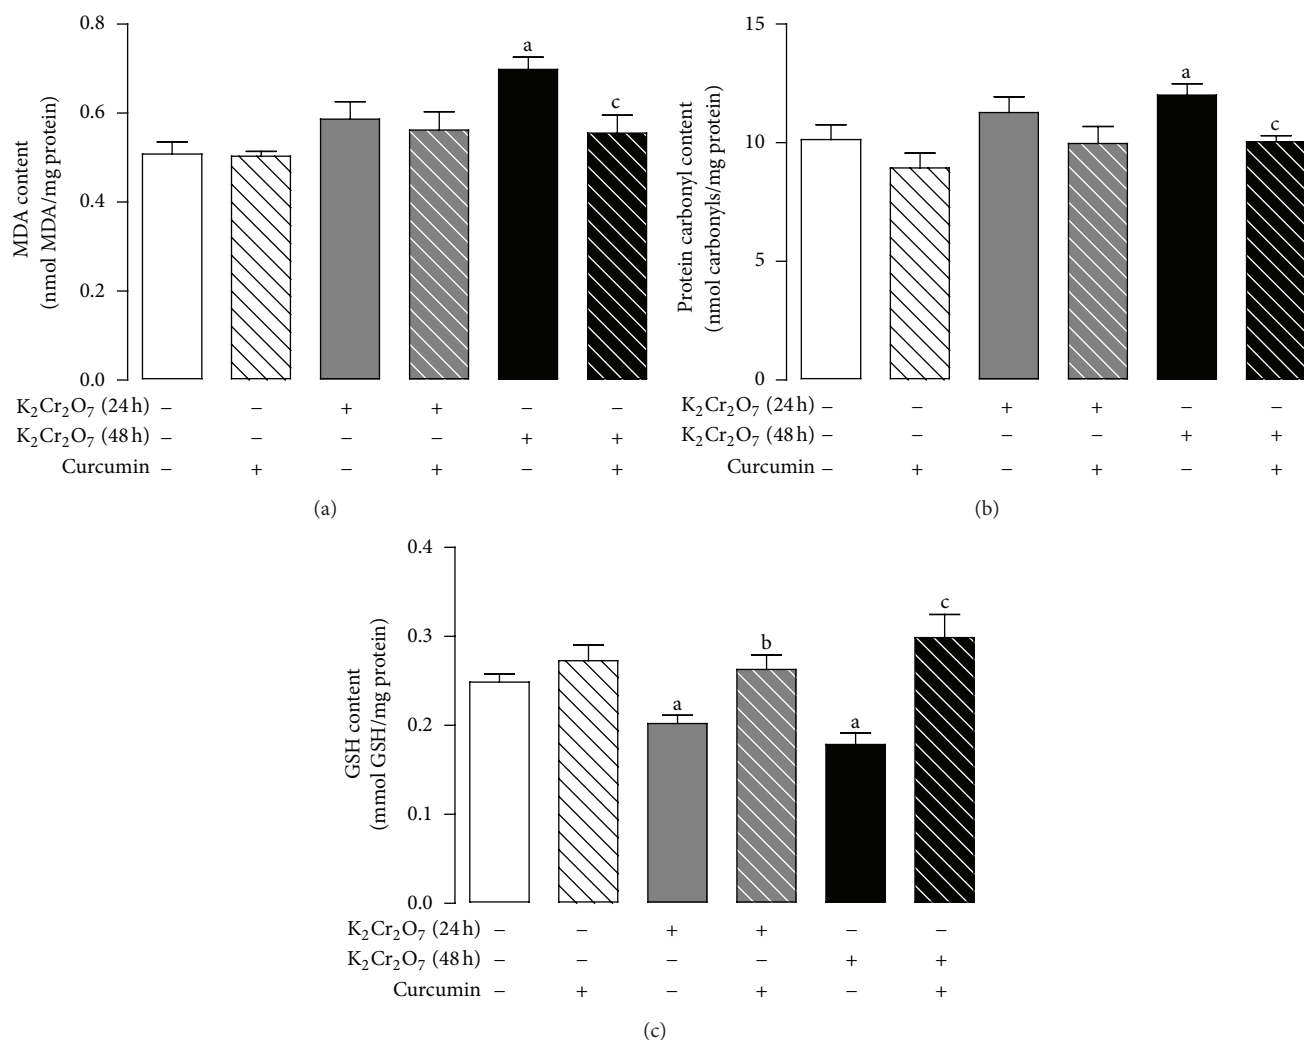 0.8
0.6
0.4
0.2
0.0
MDA content
(nmol MDA/mg protein)
a
c
K2Cr2O7 (24 h) – – + + – –
K2Cr2O7 (48 h) – – – – + +
Curcumin – + – + – +
(a)
15
10
5
0
Protein carbonyl content
(nmol carbonyls/mg protein)
a
c
K2Cr2O7 (24 h) – – + + – –
K2Cr2O7 (48 h) – – – – + +
Curcumin – + – + – +
(b)
0.4
0.3
0.2
0.1
0.0
GSH content
(mmol GSH/mg protein)
a
b
a
c
K2Cr2O7 (24 h) – – + + – –
K2Cr2O7 (48 h) – – – – + +
Curcumin – + – + – +
(c)